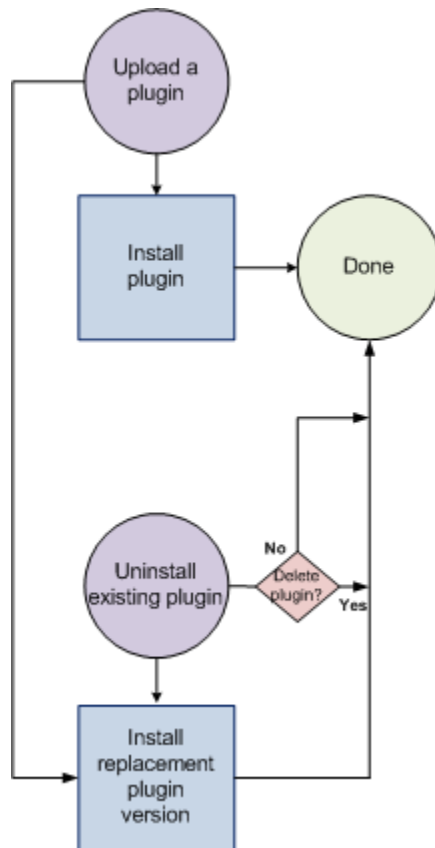 Upload a
plugin
Install
plugin
Done
No
Uninstall
existing plugin
Delete
plugin?
Yes
Install
replacement
plugin
version